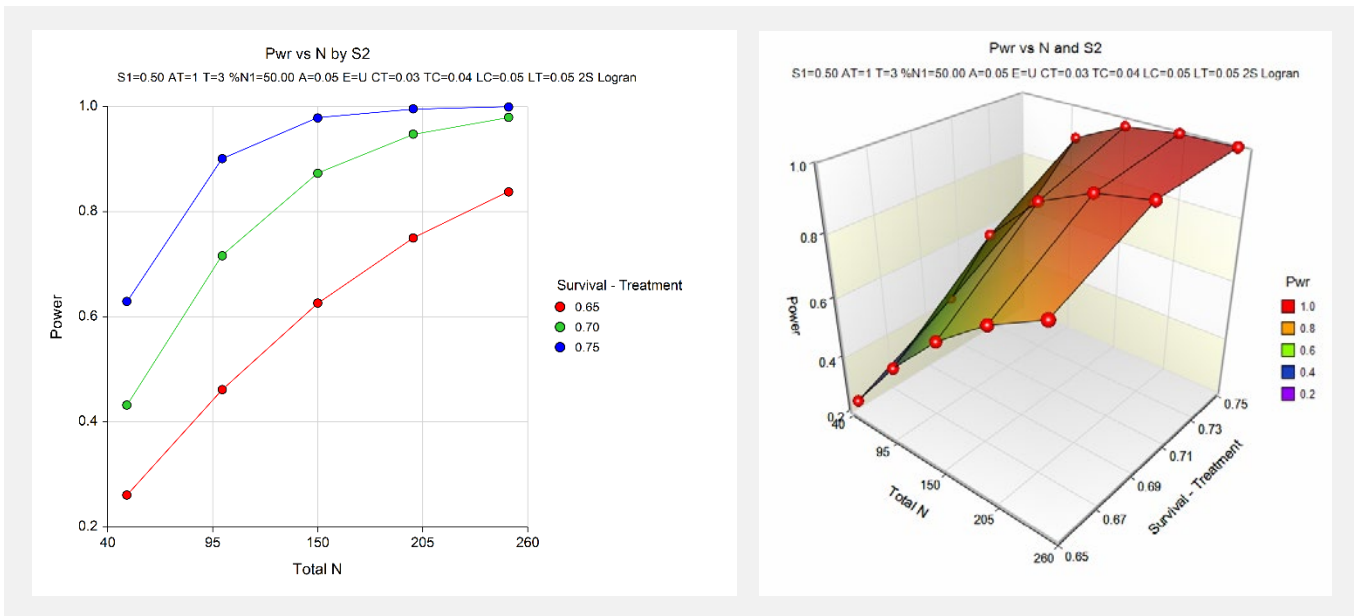 Pwr vs N by S2
S1=0.50 AT=1 T=3 %N1=50.00 A=0.05 E=U CT=0.03 TC=0.04 LC=0.05 LT=0.05 2S Logran
1.0
0.8
0.6
0.4
0.2
Power
40 95 150 205 260
Total N
Survival - Treatment
0.65
0.70
0.75
Pwr vs N and S2
S1=0.50 AT=1 T=3 %N1=50.00 A=0.05 E=U CT=0.03 TC=0.04 LC=0.05 LT=0.05 2S Logran
1.0
0.8
0.6
0.4
0.2
Power
40
95
150
205
260
Total N
0.65
0.67
0.69
0.71
0.73
0.75
Survival - Treatment
Pwr
1.0
0.8
0.6
0.4
0.2